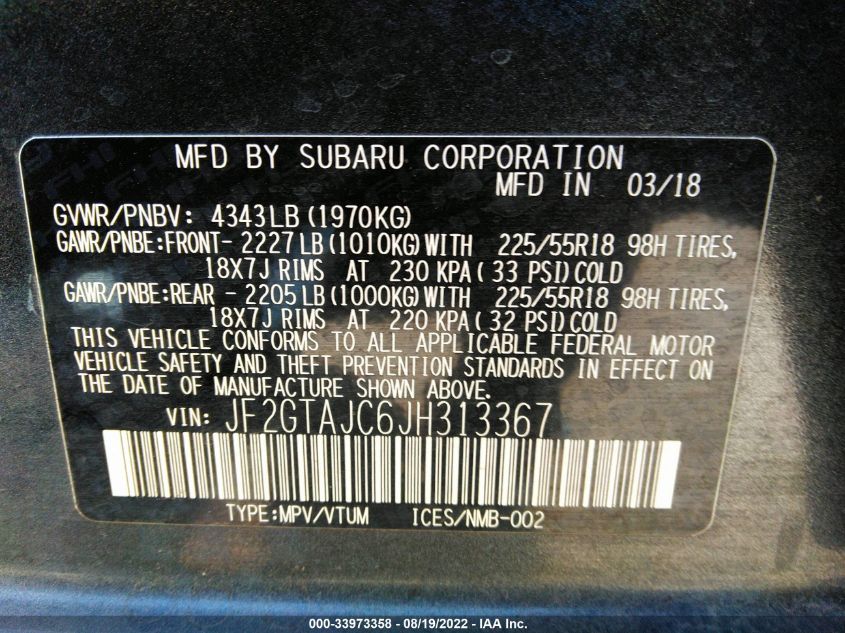 MFD BY SUBARU CORPORATION
MFD IN 03/18
GVWR/PNBV: 4343LB (1970KG)
GAWR/PNBE:FRONT- 2227LB(1010KG)WITH 225/55R18 98H TIRES,
18X7J RIMS AT 230 KPA( 33 PSI)COLD
GAWR/PNBE:REAR - 2205LB(1000KG)WITH 225/55R18 98H TIRES,
18X7J RIMS AT 220 KPA( 32 PSI)COLD
THIS VEHICLE CONFORMS TO ALL APPLICABLE FEDERAL MOTOR
VEHICLE SAFETY AND THEFT PREVENTION STANDARDS IN EFFECT ON
THE DATE OF MANUFACTURE SHOWN ABOVE.
VIN: JF2GTAJC6JH313367
TYPE:MPV/VTUM ICES/NMB-002
000-33973358 - 08/19/2022 - IAA Inc.